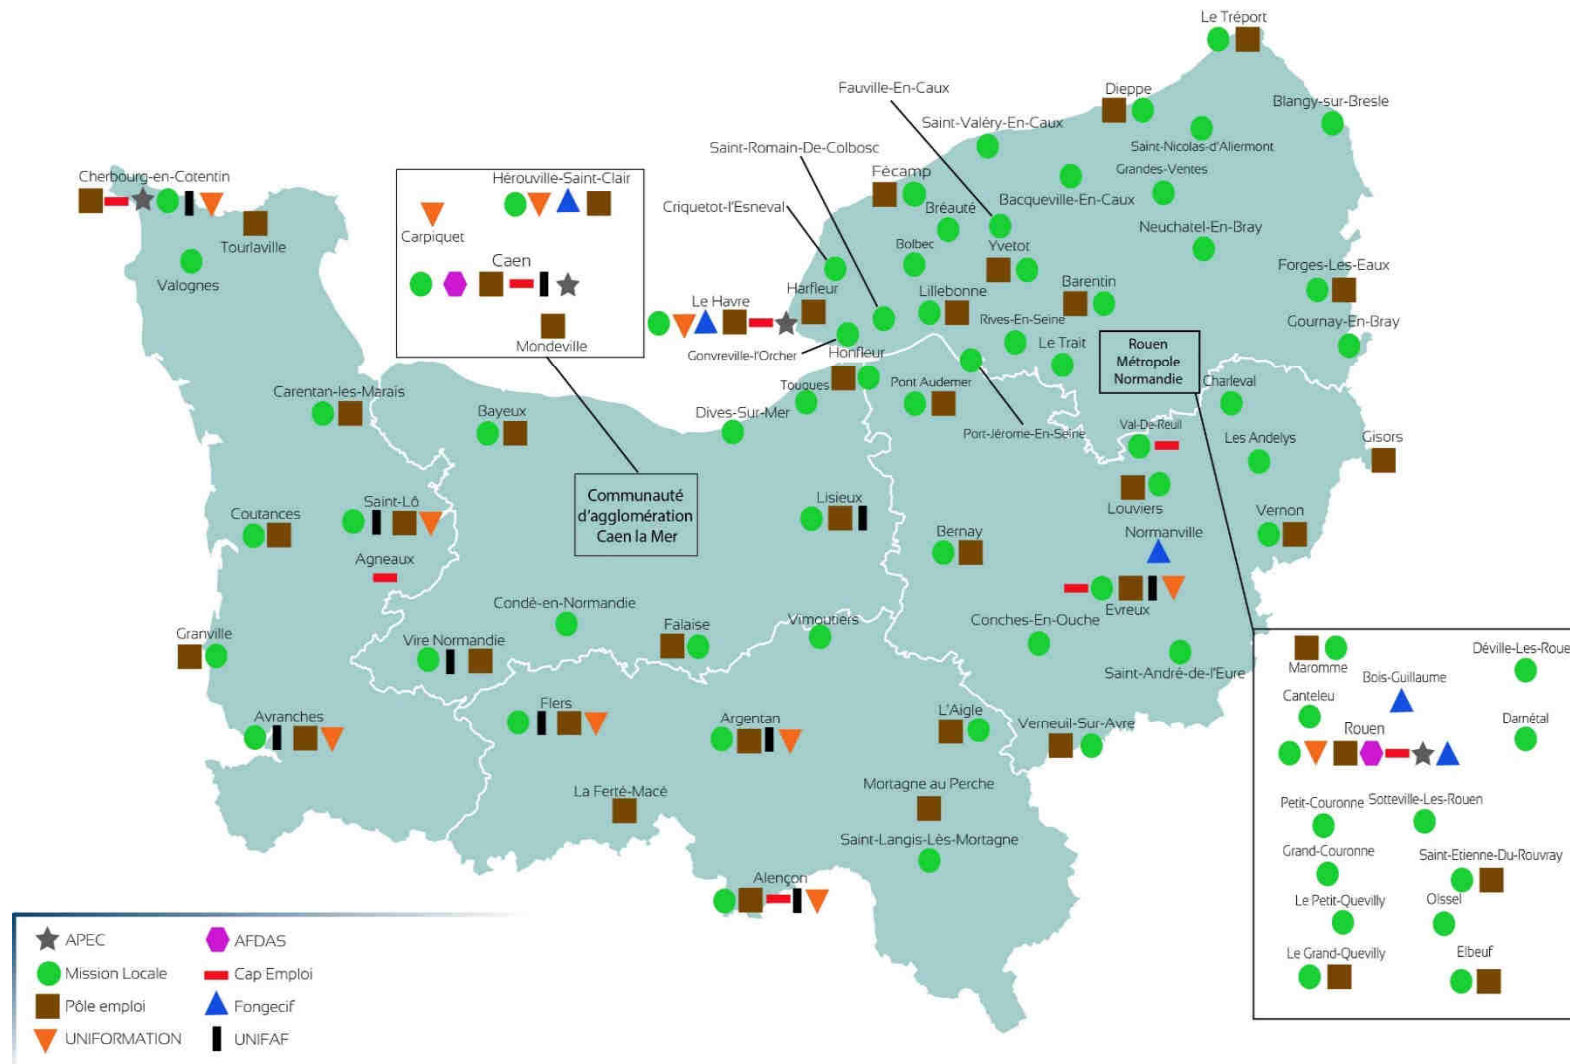 Le Tréport
Fauville-En-Caux
Dieppe
Blangy-sur-Bresle
Saint-Valéry-En-Caux
Saint-Romain-De-Colbosc
Saint-Nicolas-d'Aliermont
Cherbourg-en-Cotentin
Hérouville-Saint-Clair
Fécamp
Grandes-Ventes
Criquetot-l'Esneval
Bacqueville-En-Caux
Bréauté
Carpiquet
Tourlaville
Neuchatel-En-Bray
Bolbec
Yvetot
Caen
Forges-Les-Eaux
Valognes
Barentin
Harfleur
Lillebonne
Le Havre
Rives-En-Seine
Gournay-En-Bray
Mondeville
Le Trait
Rouen
Métropole
Normandie
Gonvreville-l'Orcher
Honfleur
Charleval
Touques
Pont Audemer
Carentan-les-Marais
Bayeux
Dives-Sur-Mer
Port-Jérome-En-Seine
Val-De-Reuil
Les Andelys
Gisors
Communauté
d'agglomération
Caen la Mer
Saint-Lô
Lisieux
Coutances
Louviers
Vernon
Bernay
Normanville
Agneaux
Condé-en-Normandie
Evreux
Vimoutiers
Conches-En-Ouche
Falaise
Granville
Vire Normandie
Saint-André-de-l'Eure
Maromme
Déville-Les-Roue
Bois-Guillaume
Canteleu
Avranches
Flers
Argentan
L'Aigle
Verneuil-Sur-Avre
Rouen
Darnétal
La Ferté-Macé
Mortagne au Perche
Petit-Couronne
Sotteville-Les-Rouen
Saint-Langis-Lès-Mortagne
Grand-Couronne
Saint-Etienne-Du-Rouvray
Alençon
Le Petit-Quevilly
Oissel
Le Grand-Quevilly
Elbeuf
APEC
AFDAS
Mission Locale
Cap Emploi
Pôle emploi
Fongecif
UNIFORMATION
UNIFAF